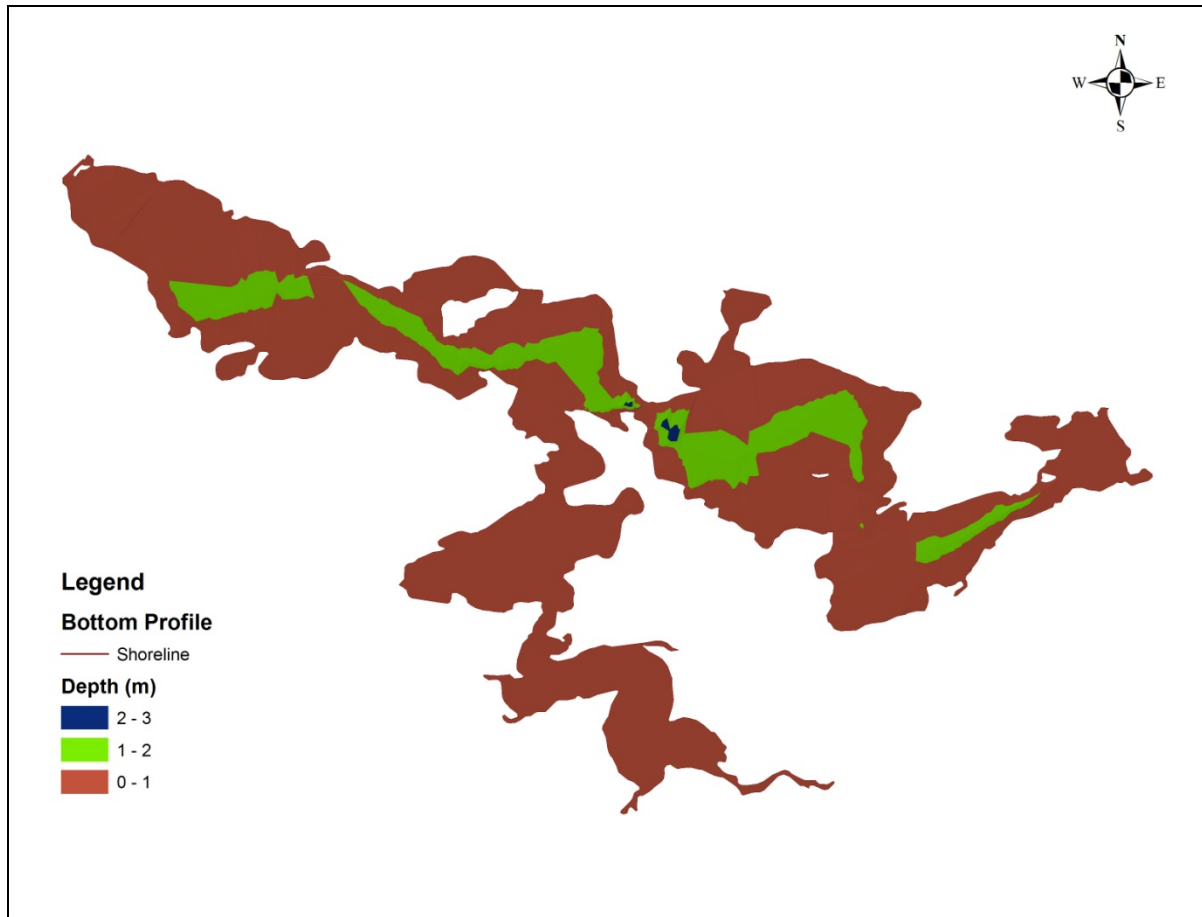 N
W E
S
Legend
Bottom Profile
Shoreline
Depth (m)
2 - 3
1 - 2
0 - 1